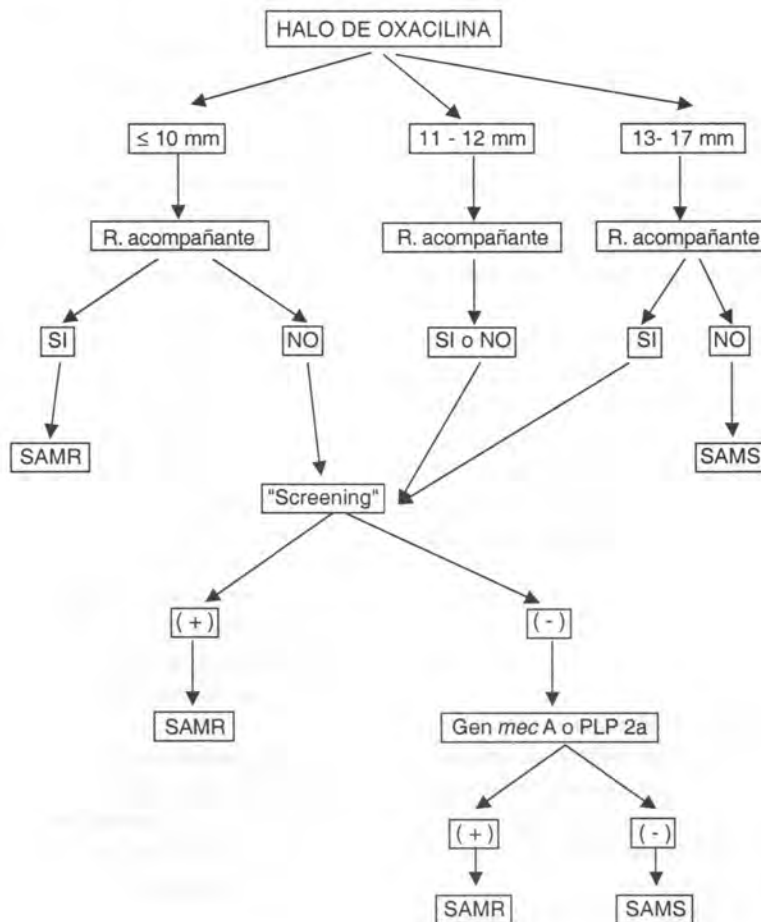 HALO DE OXACILINA
≤ 10 mm
11 - 12 mm
13- 17 mm
R. acompañante
R. acompañante
R. acompañante
SI
NO
SI o NO
SI
NO
SAMR
SAMS
"Screening"
( + )
( - )
SAMR
Gen mec A o PLP 2a
( + )
( - )
SAMR
SAMS